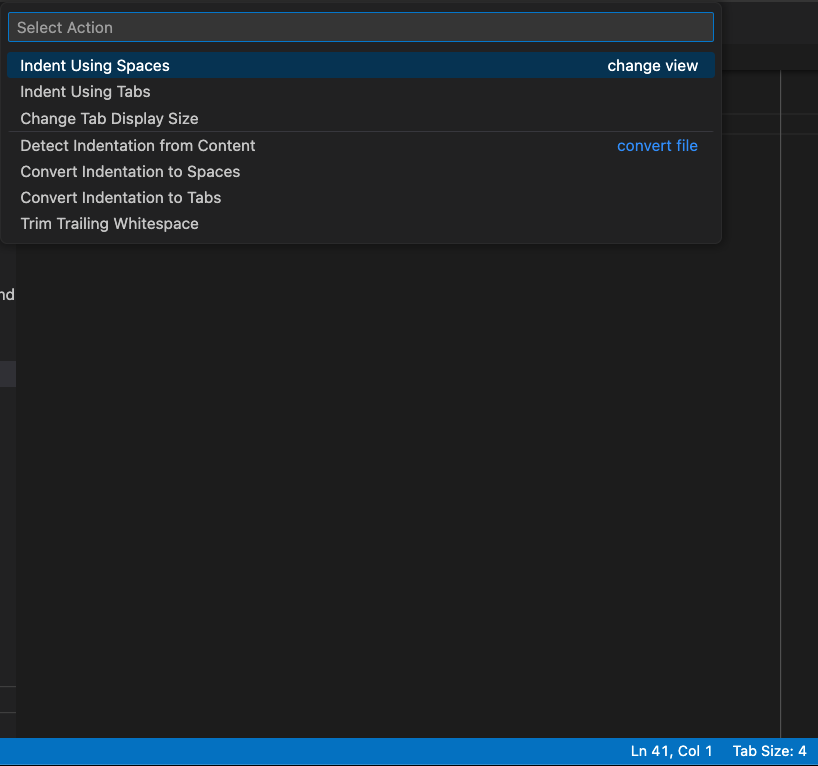 Select Action
Indent Using Spaces change view
Indent Using Tabs
Change Tab Display Size
Detect Indentation from Content convert file
Convert Indentation to Spaces
Convert Indentation to Tabs
Trim Trailing Whitespace
nd
Ln 41, Col 1 Tab Size: 4